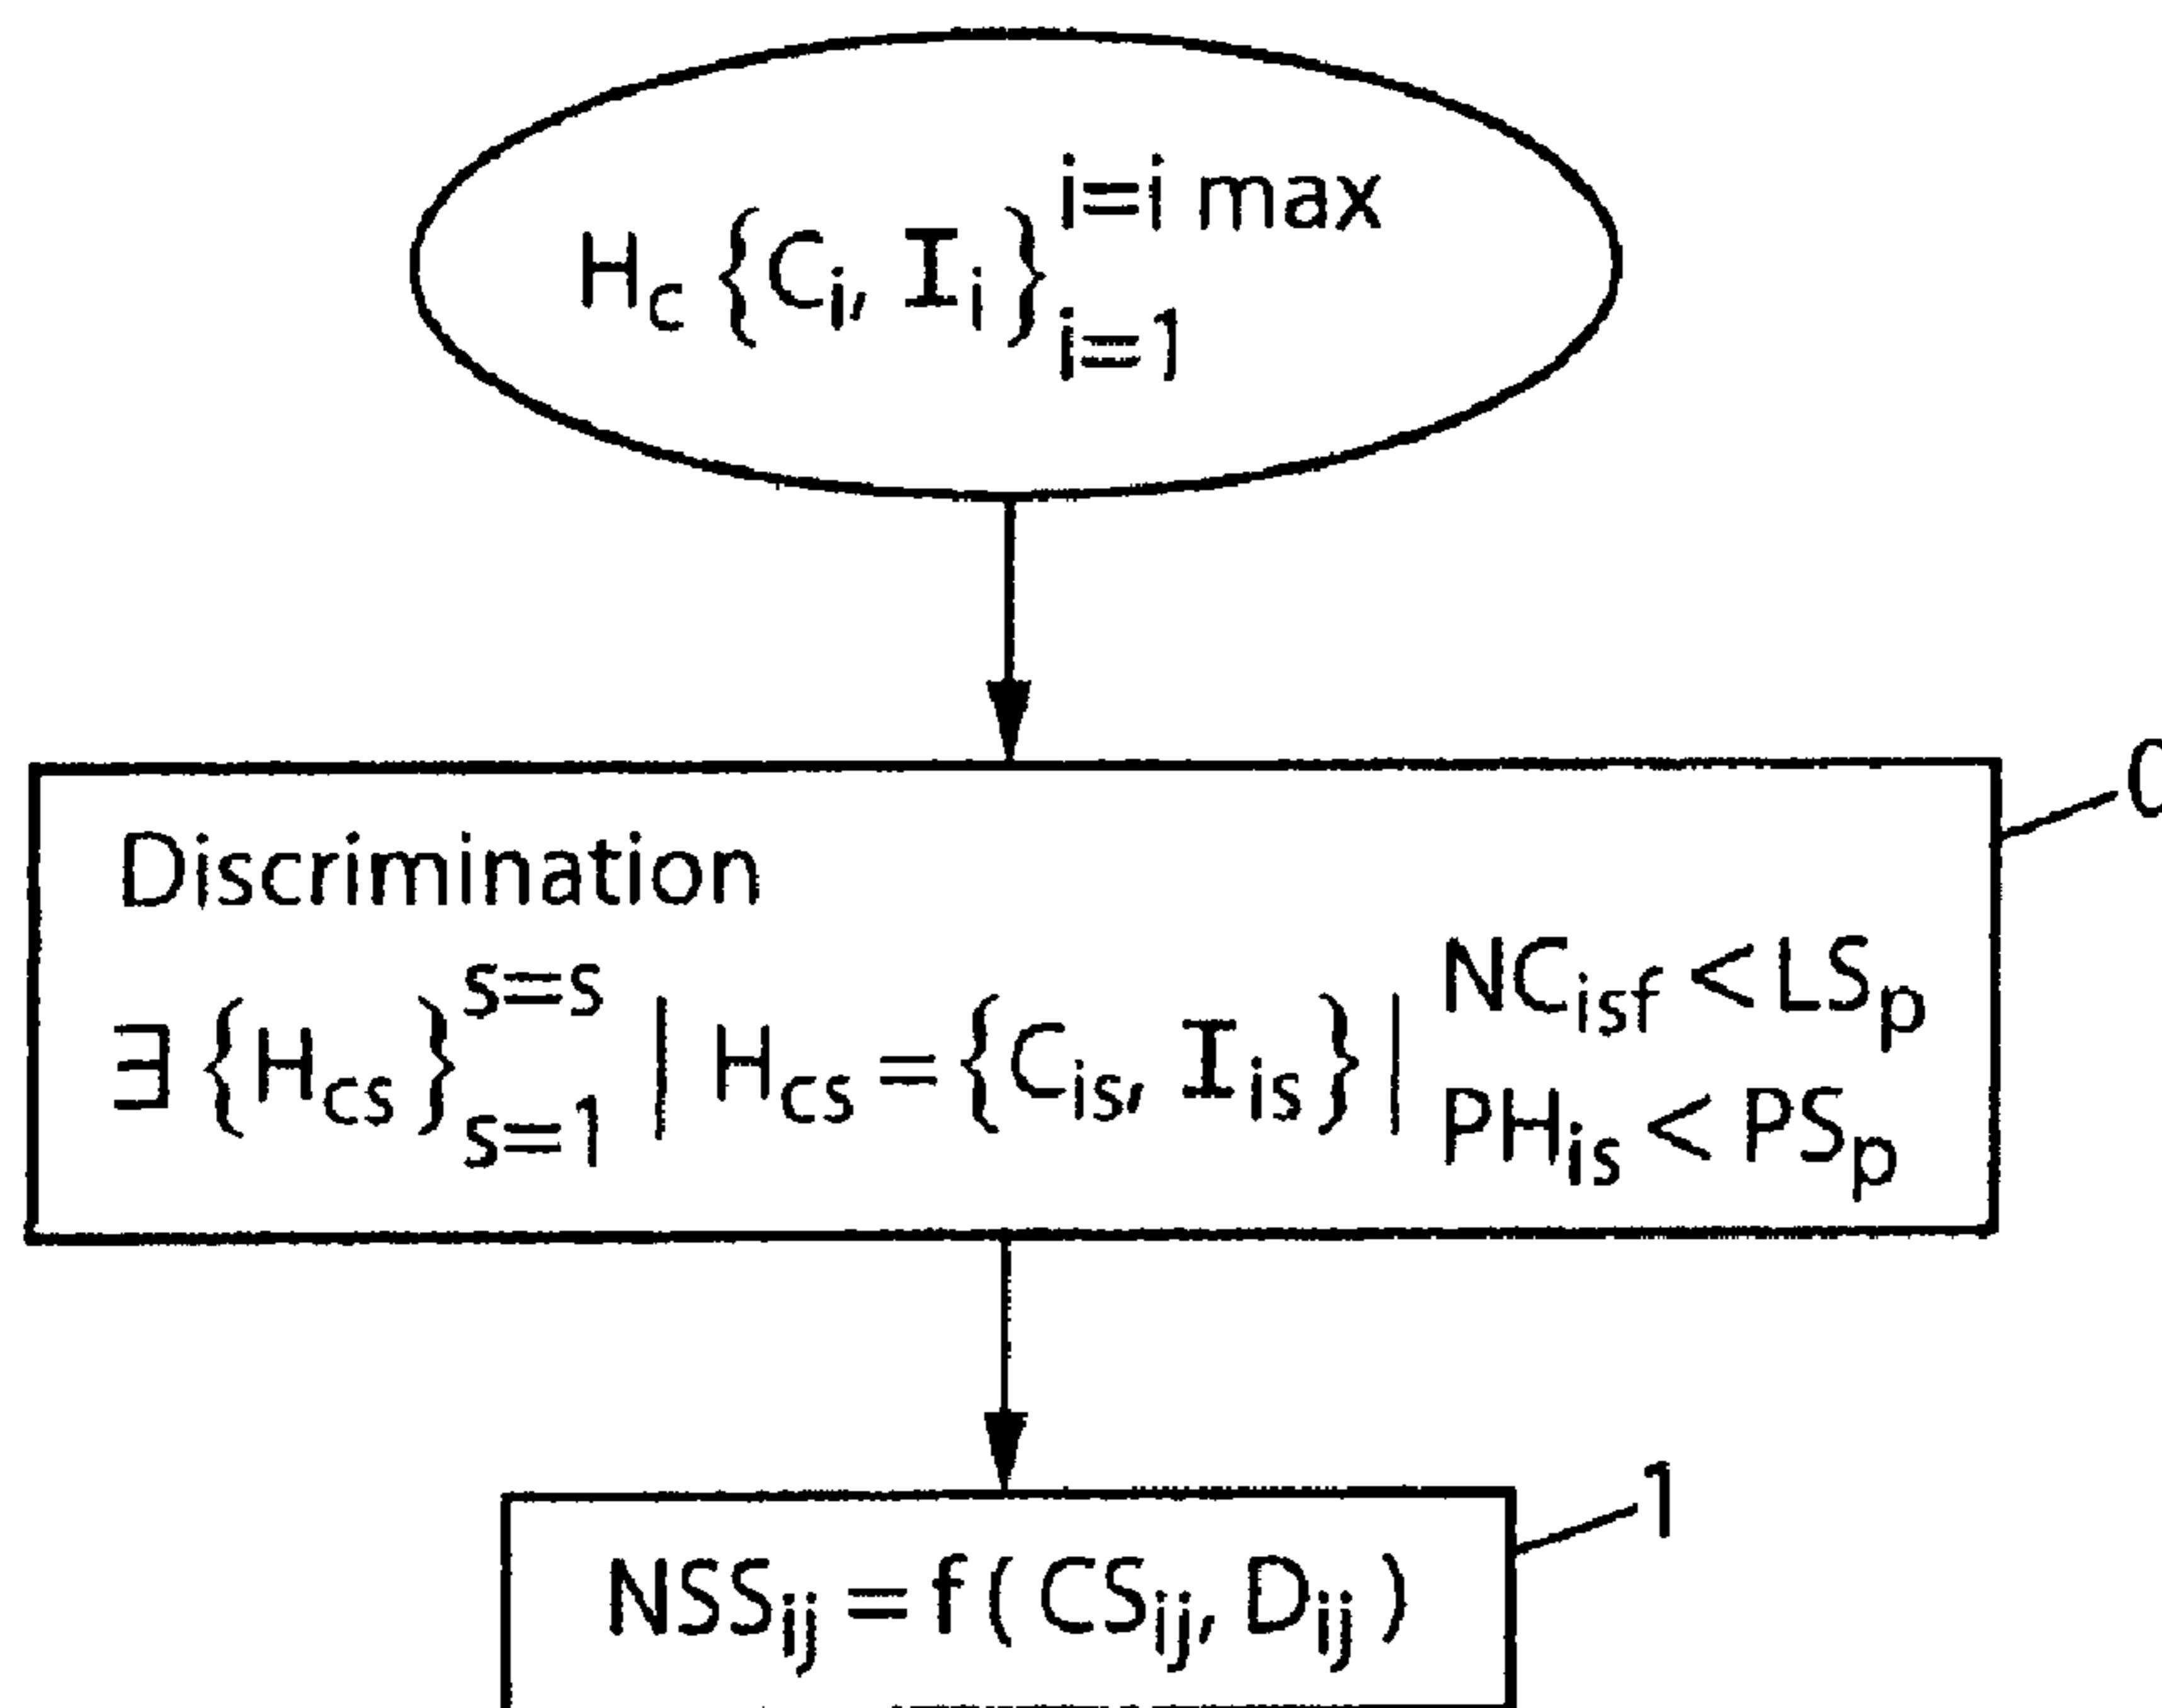 H_c {C_i, I_i}_{i=1}^{i=i max}
0
Discrimination
∃ {H_cs}_{s=1}^{s=s} | H_cs = {C_is, I_is} | NC_isf < LS_p
PH_is < PS_p
1
NSS_ij = f ( CS_ij, D_ij )